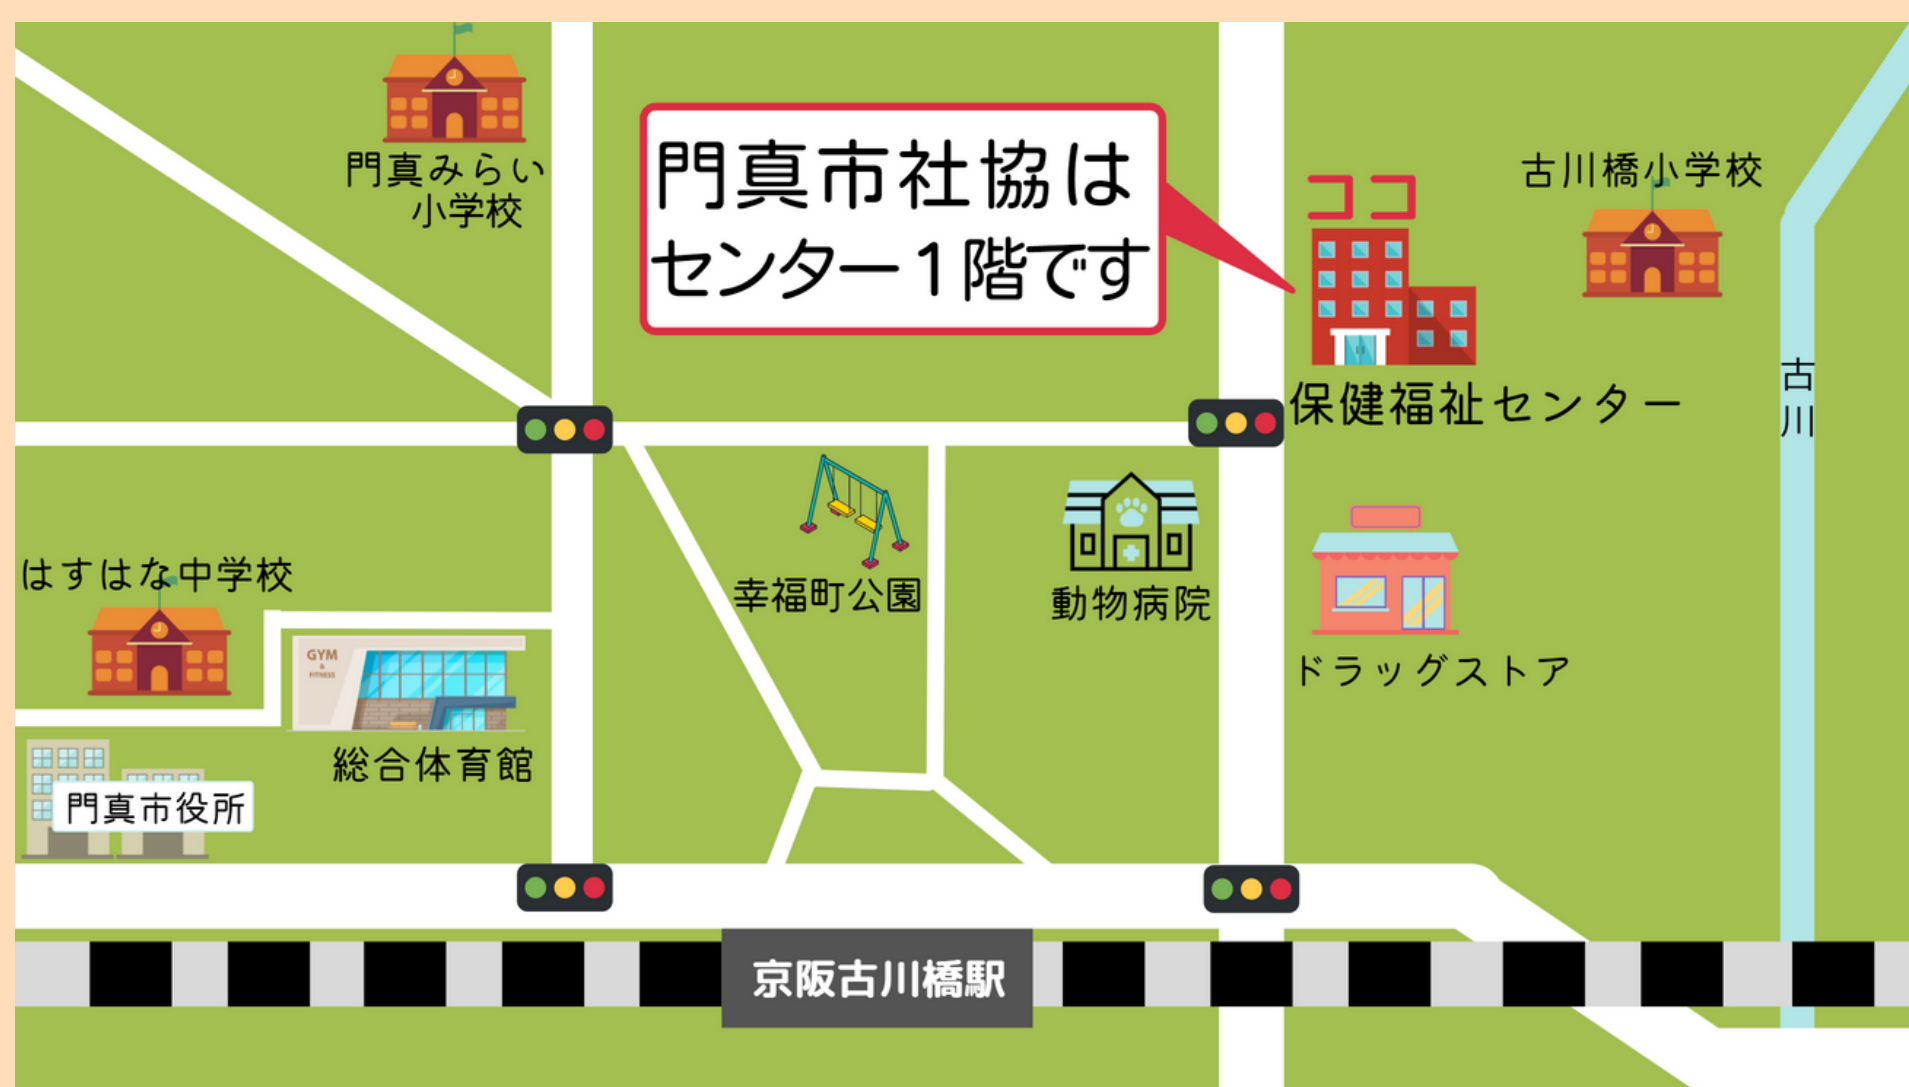 門真みらい
小学校
門真市社協は
センター1階です
ココ
古川橋小学校
保健福祉センター
古川
はすはな中学校
幸福町公園
動物病院
ドラッグストア
GYM
&
FITNESS
総合体育館
門真市役所
京阪古川橋駅